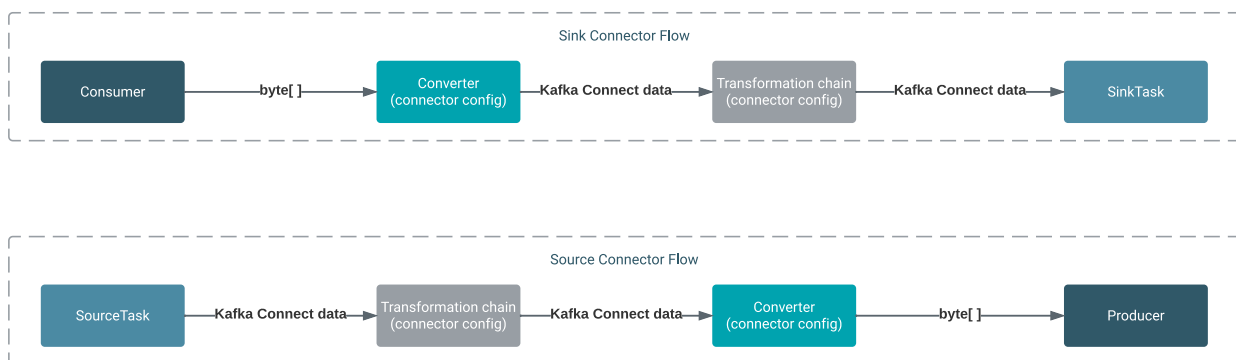 Sink Connector Flow
Consumer
byte[ ]
Converter
(connector config)
Kafka Connect data
Transformation chain
(connector config)
Kafka Connect data
SinkTask
Source Connector Flow
SourceTask
Kafka Connect data
Transformation chain
(connector config)
Kafka Connect data
Converter
(connector config)
byte[ ]
Producer